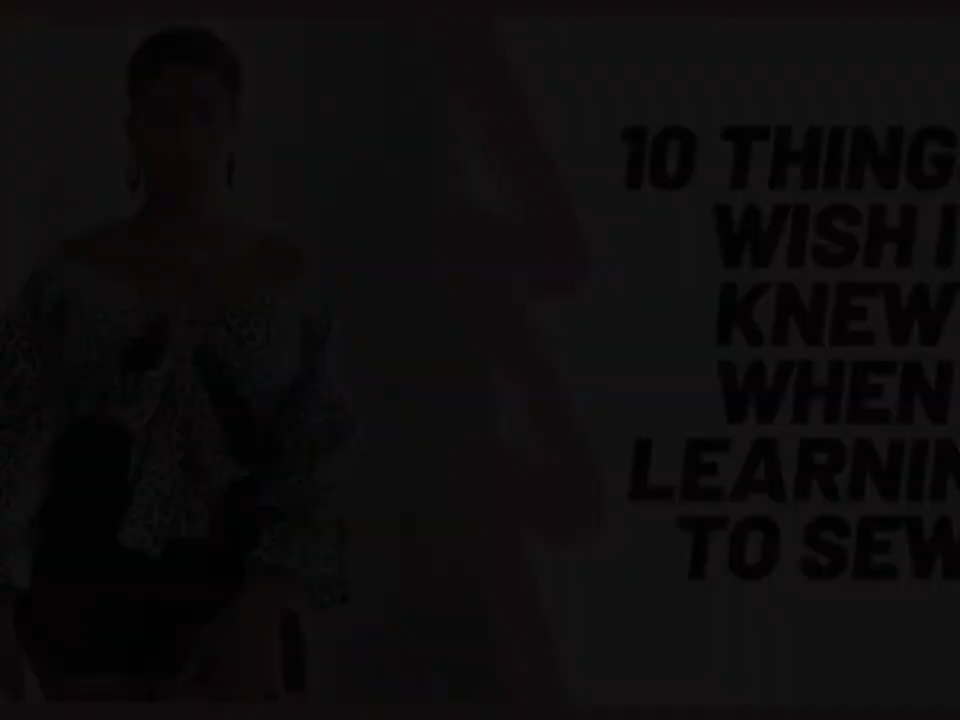 10 THING
WISH I
KNEW
WHEN
LEARNIN
TO SEW